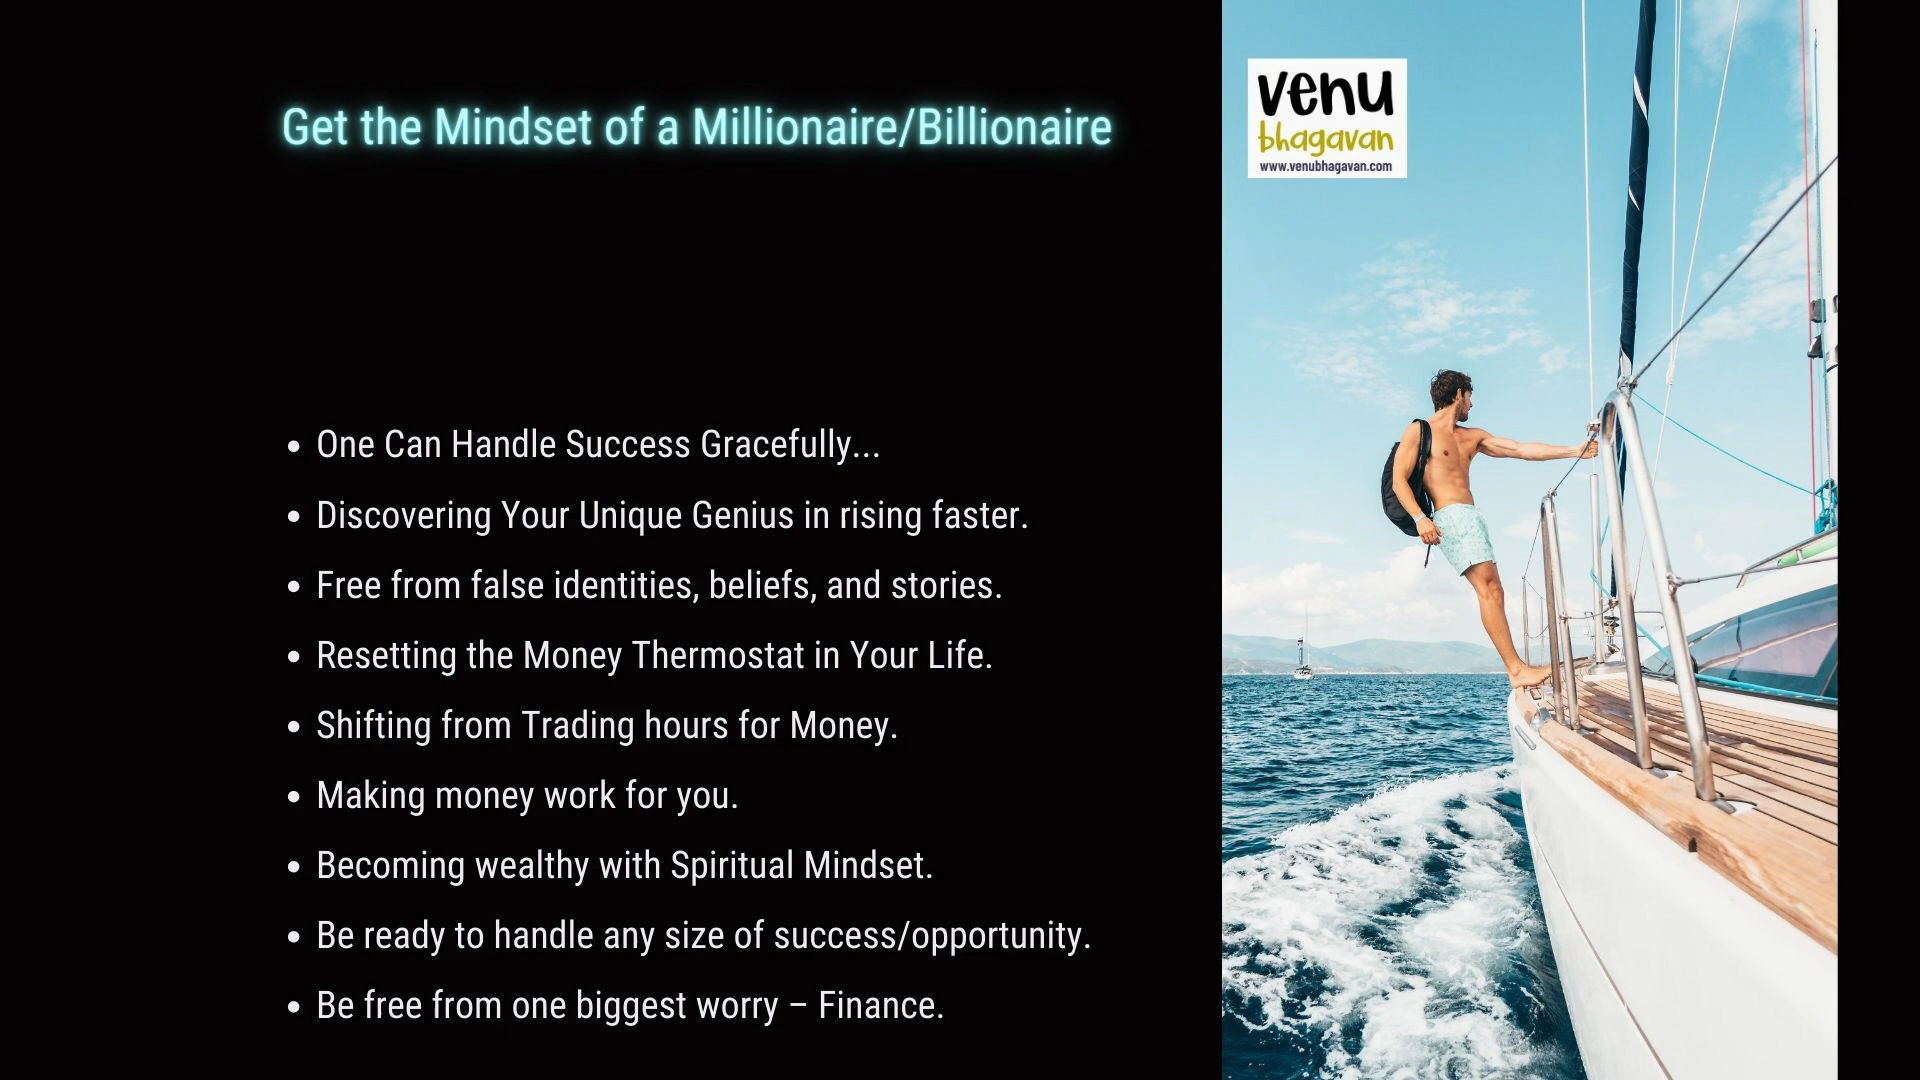 Get the Mindset of a Millionaire/Billionaire
venu
bhagavan
www.venubhagavan.com
• One Can Handle Success Gracefully...
• Discovering Your Unique Genius in rising faster.
• Free from false identities, beliefs, and stories.
• Resetting the Money Thermostat in Your Life.
• Shifting from Trading hours for Money.
• Making money work for you.
• Becoming wealthy with Spiritual Mindset.
• Be ready to handle any size of success/opportunity.
• Be free from one biggest worry – Finance.